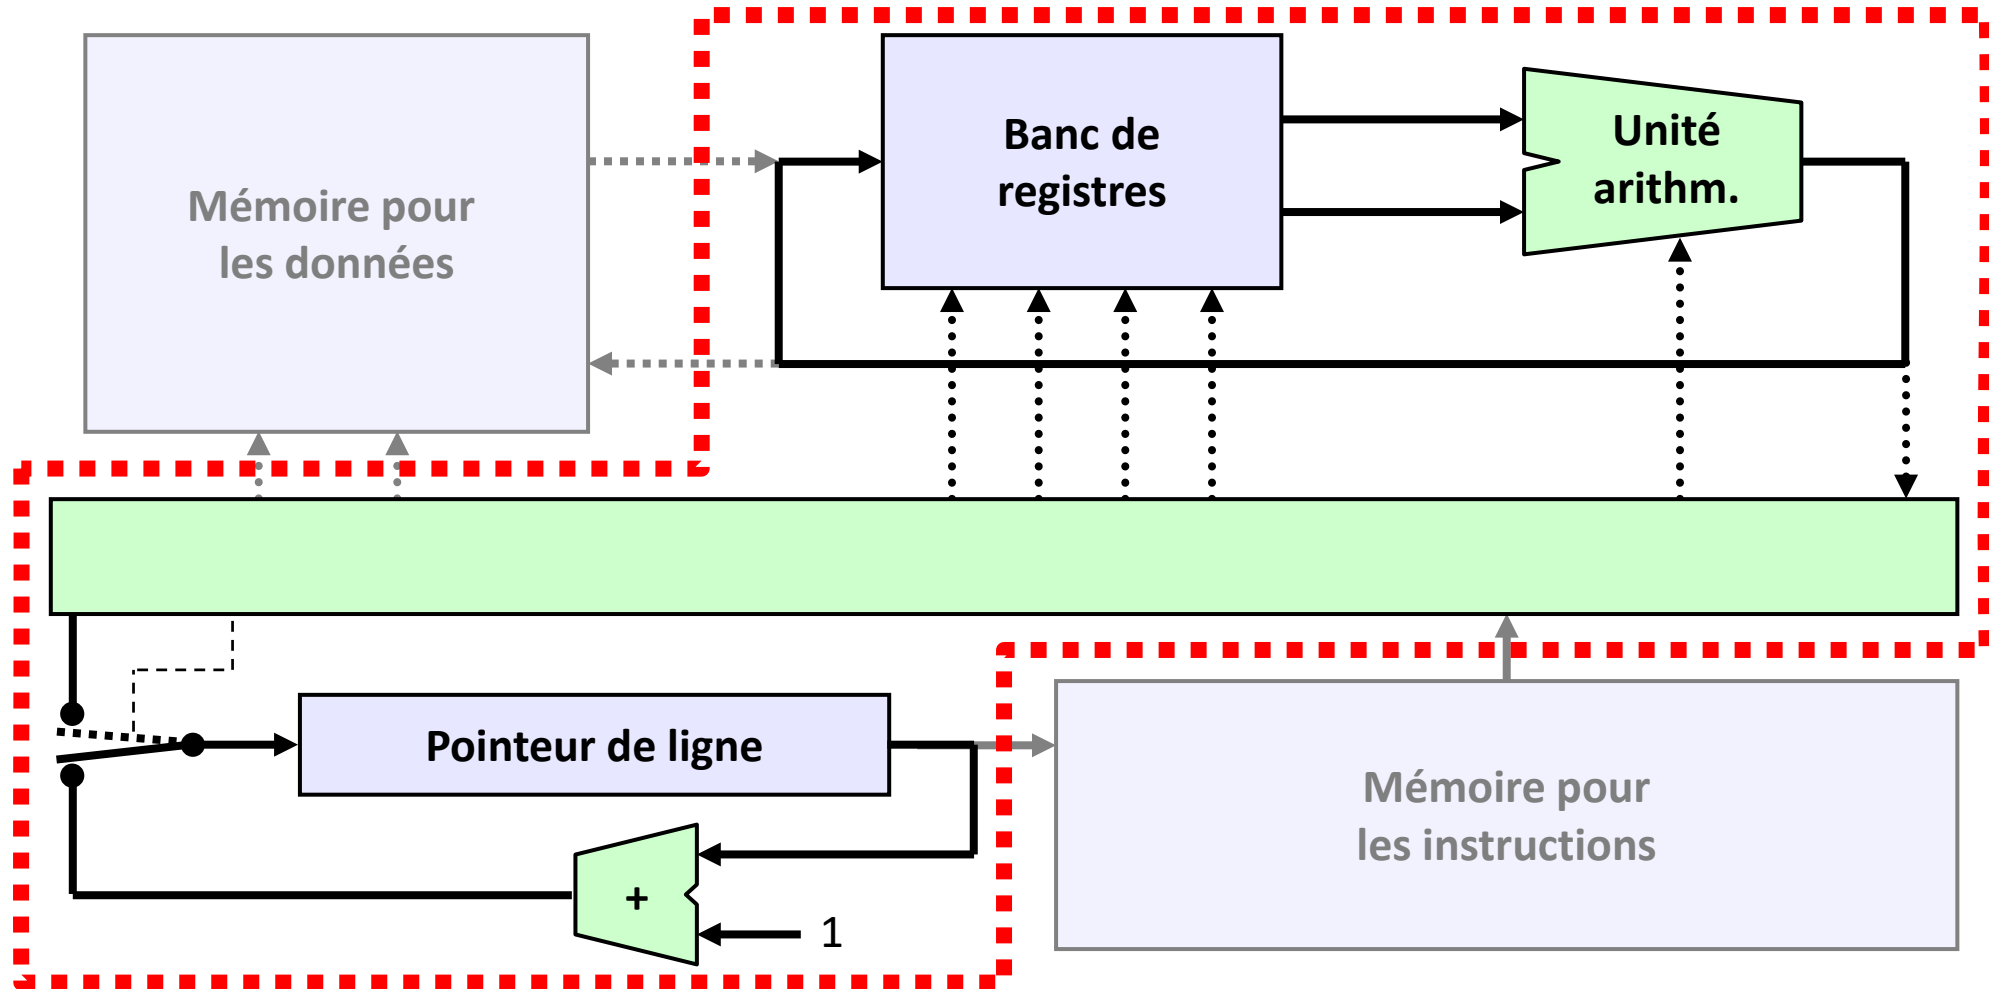 Mémoire pour
les données
Banc de
registres
Unité
arithm.
Pointeur de ligne
+
1
Mémoire pour
les instructions